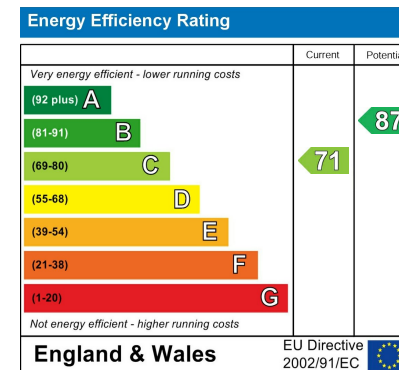 Energy Efficiency Rating
Current Potentia
Very energy efficient - lower running costs
(92 plus) A
(81-91) B
87
(69-80) C
71
(55-68) D
(39-54) E
(21-38) F
(1-20) G
Not energy efficient - higher running costs
England & Wales
EU Directive
2002/91/EC